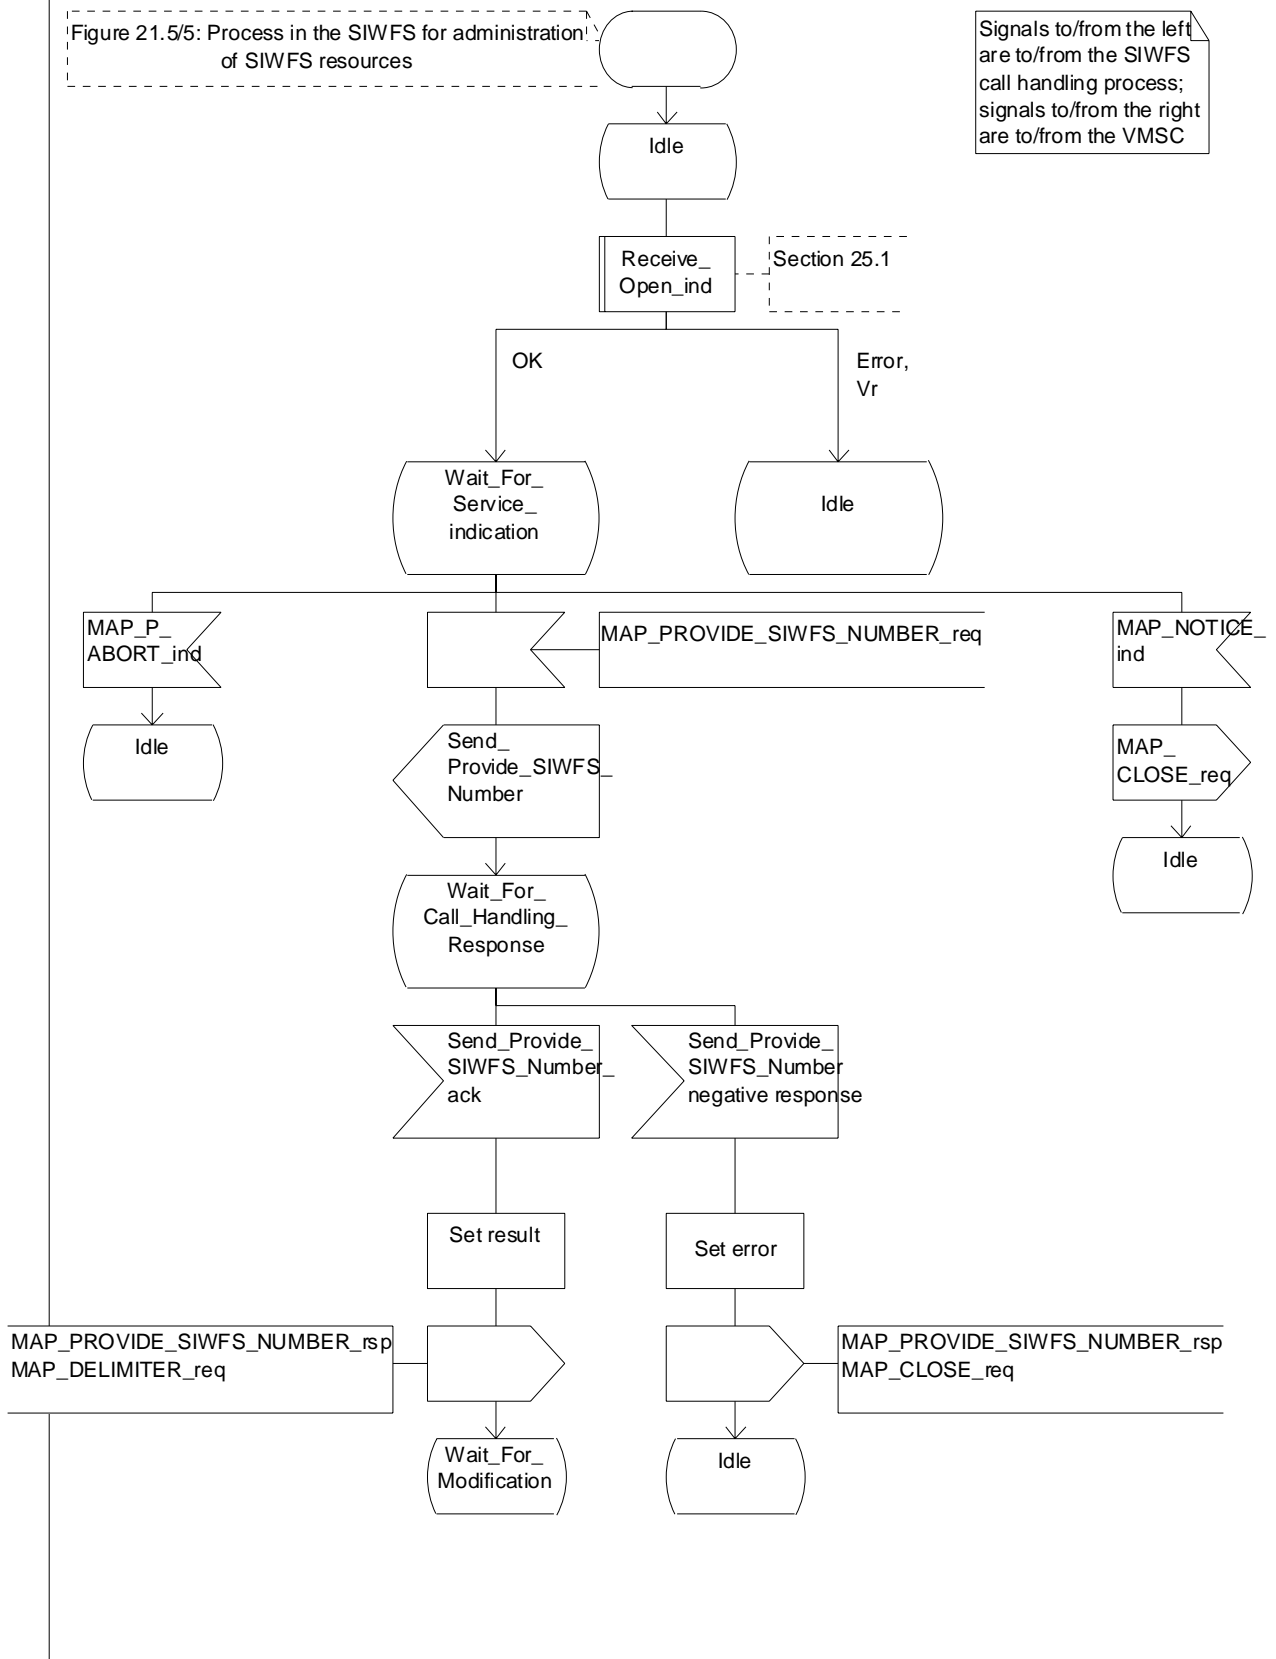 Figure 21.5/5: Process in the SIWFS for administration
of SIWFS resources
Signals to/from the left
are to/from the SIWFS
call handling process;
signals to/from the right
are to/from the VMSC
Idle
Receive_
Open_ind
Section 25.1
OK
Error,
Vr
Wait_For_
Service_
indication
Idle
MAP_P_
ABORT_ind
MAP_PROVIDE_SIWFS_NUMBER_req
MAP_NOTICE_
ind
Idle
Send_
Provide_SIWFS_
Number
MAP_
CLOSE_req
Idle
Wait_For_
Call_Handling_
Response
Send_Provide_
SIWFS_Number_
ack
Send_Provide_
SIWFS_Number
negative response
Set result
Set error
MAP_PROVIDE_SIWFS_NUMBER_rsp
MAP_DELIMITER_req
MAP_PROVIDE_SIWFS_NUMBER_rsp
MAP_CLOSE_req
Wait_For_
Modification
Idle